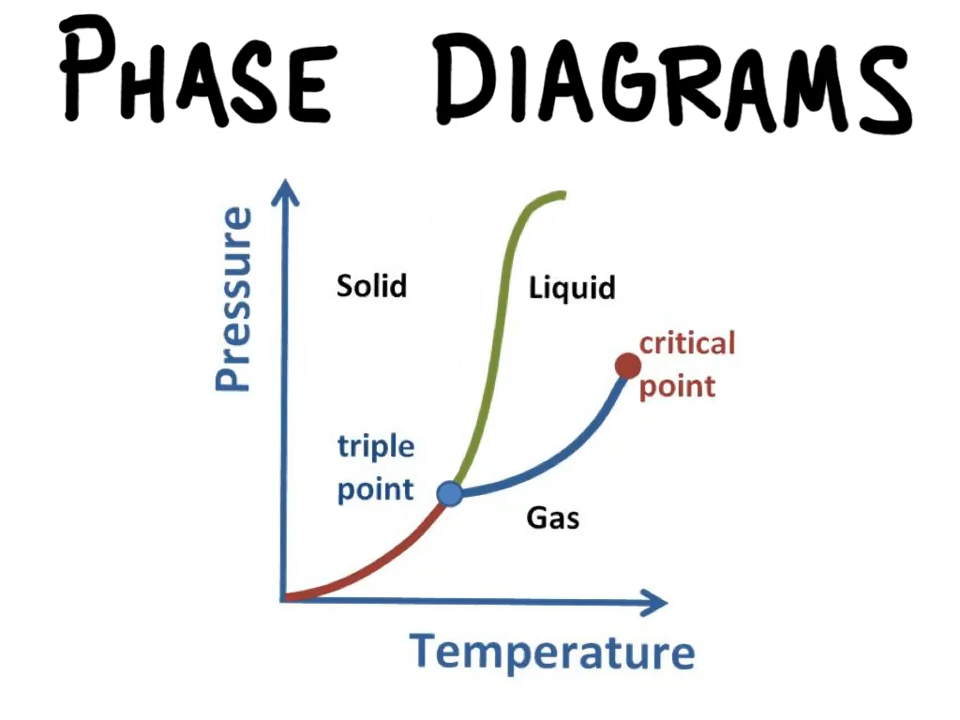 PHASE DIAGRAMS
Pressure
Solid
Liquid
critical
point
triple
point
Gas
Temperature